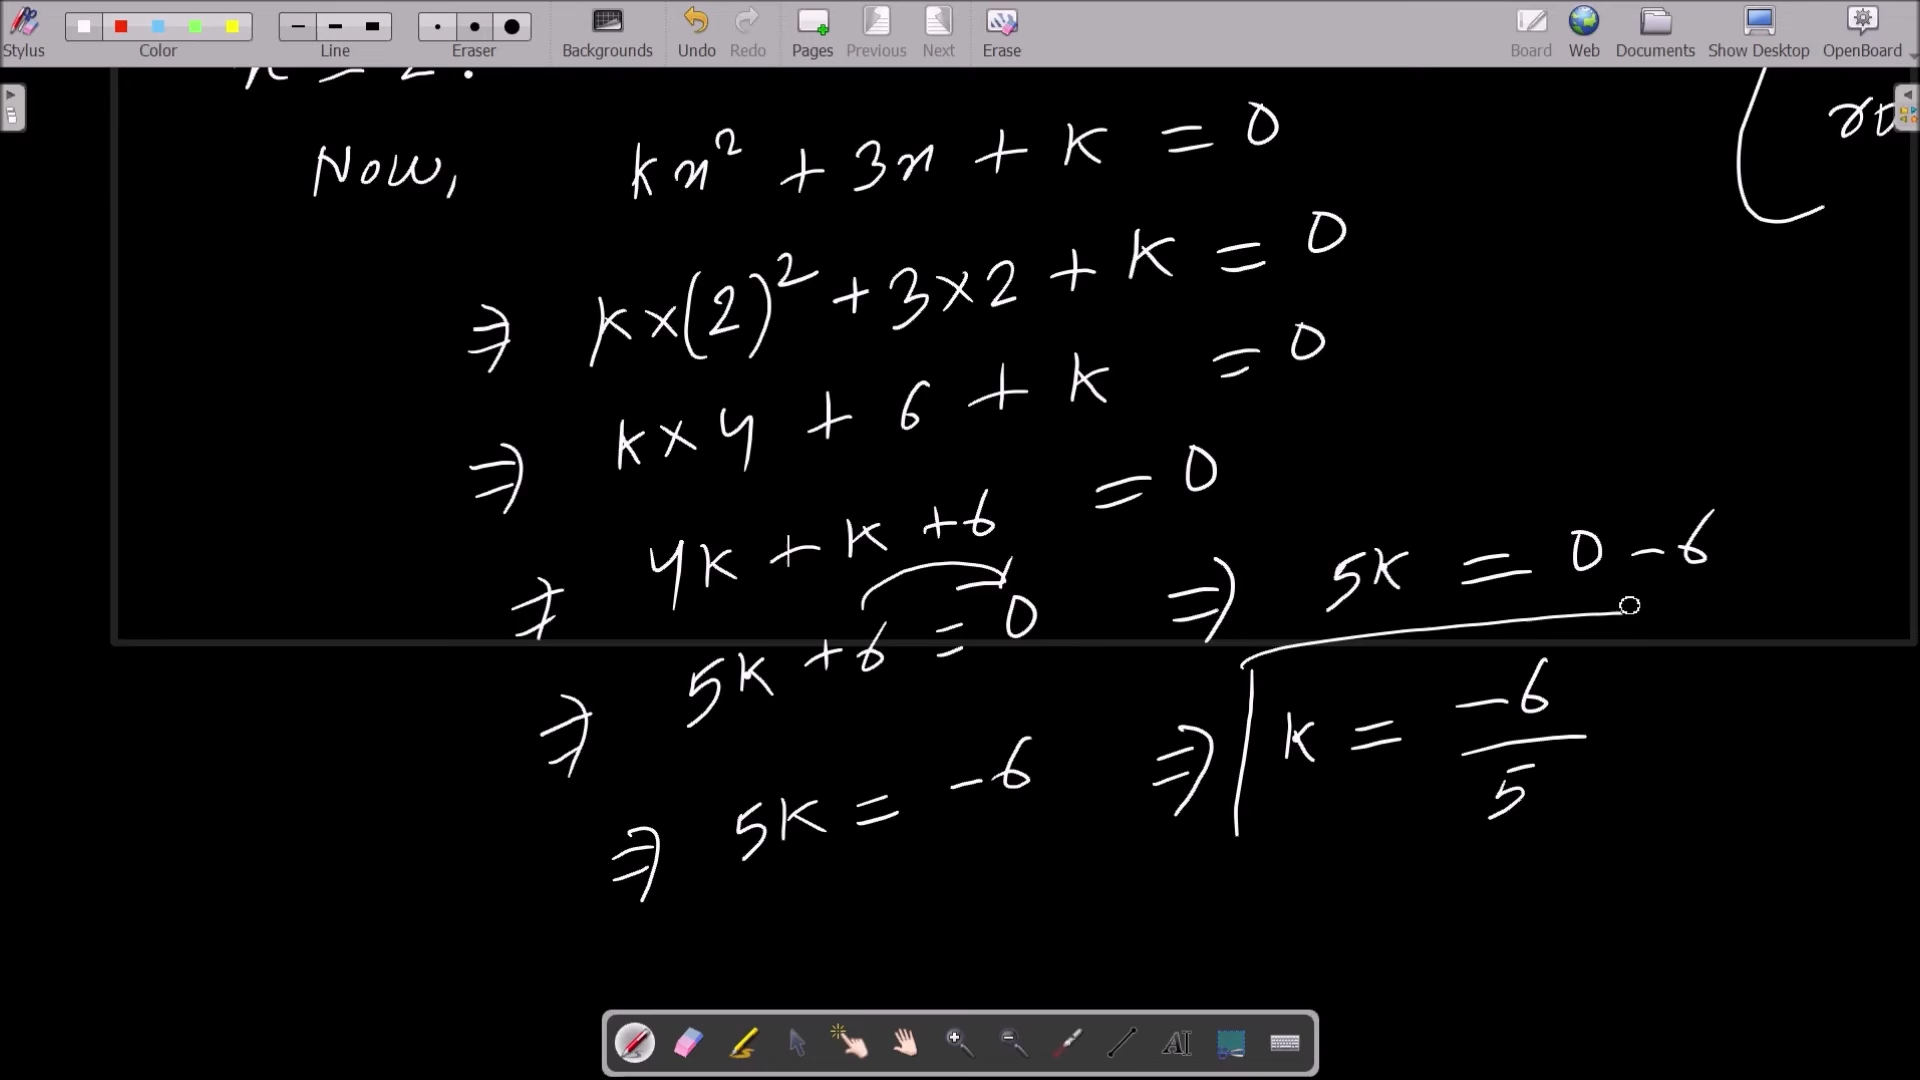 Stylus Color Line Eraser Backgrounds Undo Redo Pages Previous Next Erase Board Web Documents Show Desktop OpenBoard
x = 2.
Now, kx² + 3x + k = 0
⇒ k×(2)² + 3×2 + k = 0
⇒ k×4 + 6 + k = 0
⇒ 4k + k + 6 = 0
⇒ 5k + 6 = 0
⇒ 5k = -6
⇒ 5k = 0 - 6
⇒ k = -6/5
AI